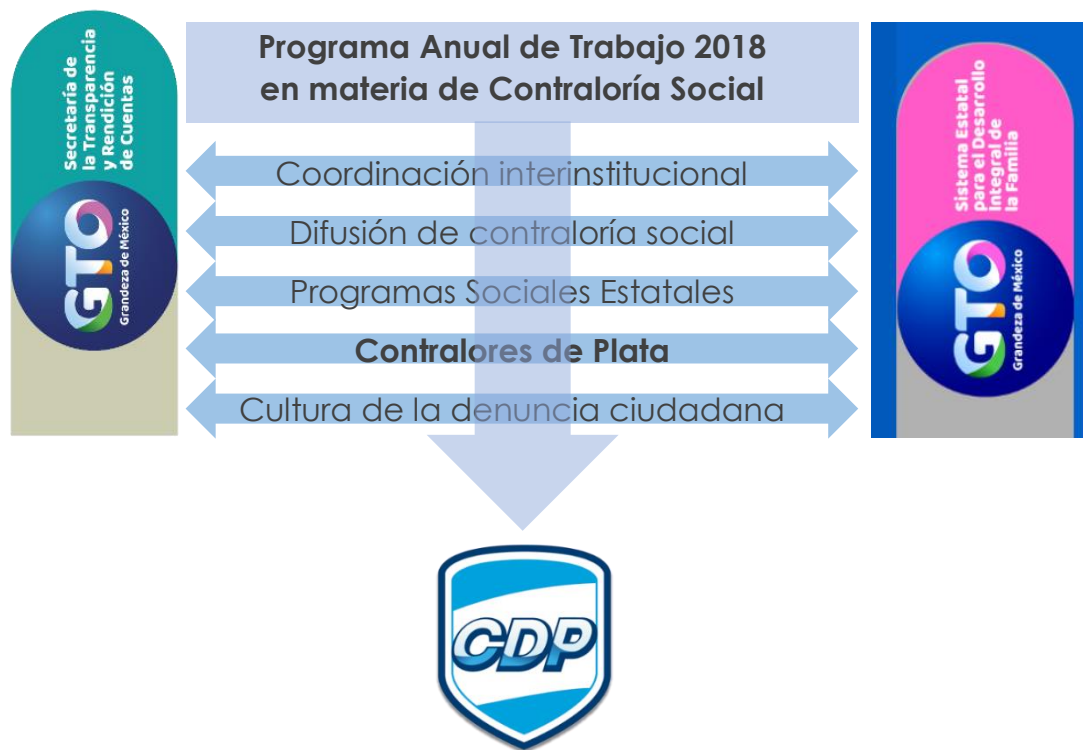 Programa Anual de Trabajo 2018
en materia de Contraloría Social
Secretaría de
la Transparencia
y Rendición
de Cuentas
GTO
Grandeza de México
Coordinación interinstitucional
Difusión de contraloría social
Programas Sociales Estatales
Contralores de Plata
Cultura de la denuncia ciudadana
Sistema Estatal
para el Desarrollo
integral de
la Familia
GTO
Grandeza de México
CDP